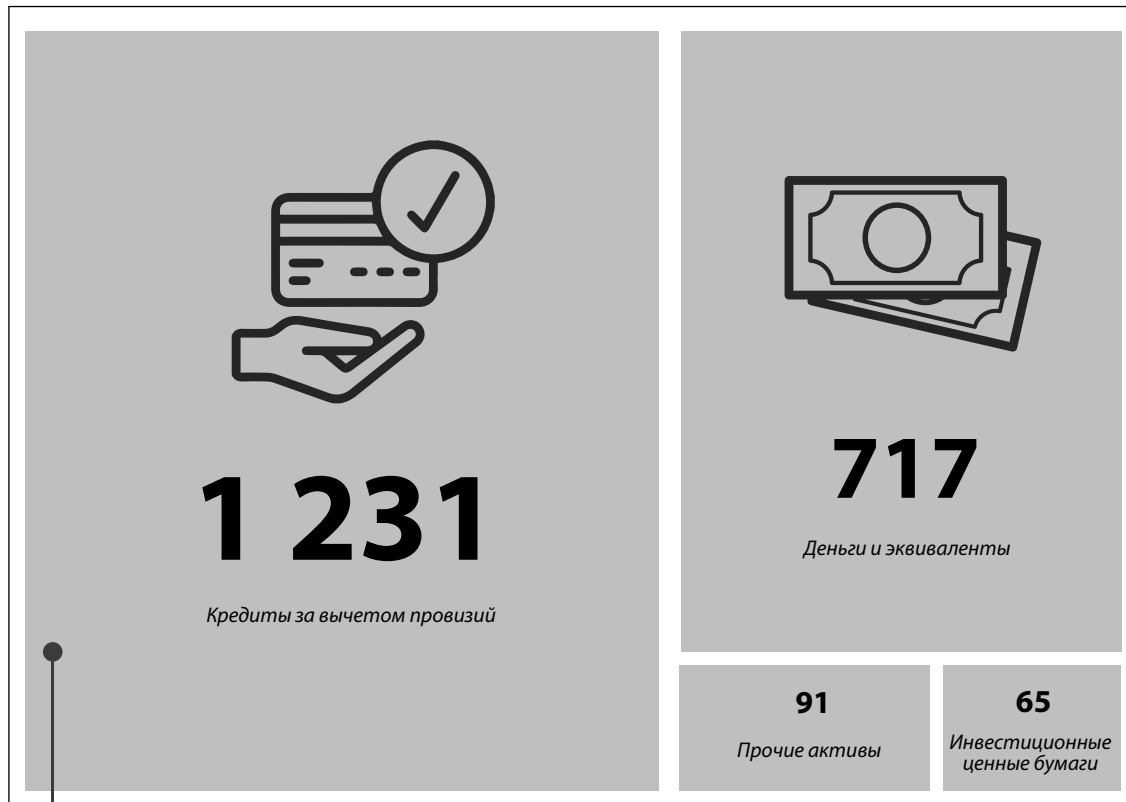 1 231
Кредиты за вычетом провизий
717
Деньги и эквиваленты
91
Прочие активы
65
Инвестиционные
ценные бумаги